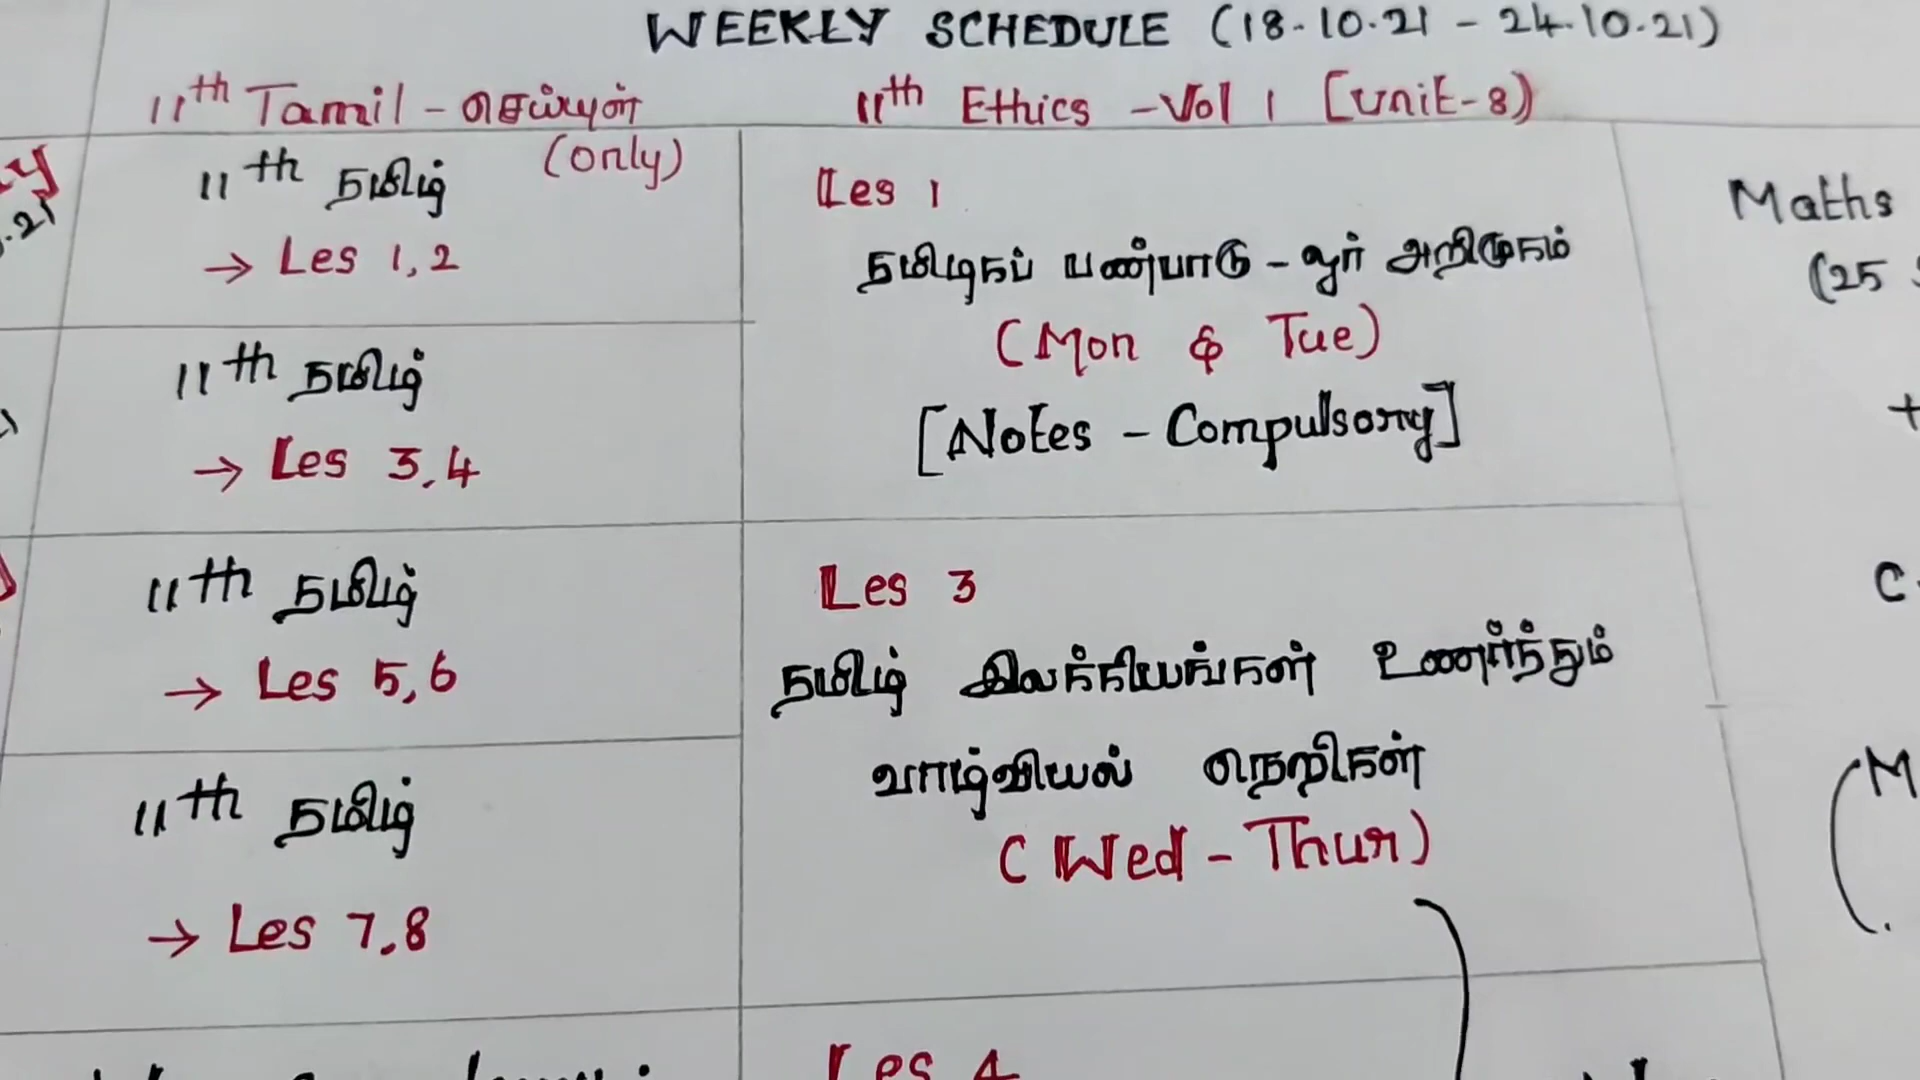 WEEKLY SCHEDULE (18.10.21 - 24.10.21)
11th Tamil - செய்யுள் (only)
11th Ethics - Vol 1 [Unit-8)
11th தமிழ்
→ Les 1,2
Les 1
தமிழகப் பண்பாடு - ஓர் அறிமுகம்
(Mon & Tue)
[Notes - Compulsory]
Maths
(25
11th தமிழ்
→ Les 3,4
11th தமிழ்
→ Les 5,6
Les 3
தமிழ் இலக்கியங்கள் உணர்த்தும்
வாழ்வியல் நெறிகள்
(Wed - Thur)
11th தமிழ்
→ Les 7,8
Les 4